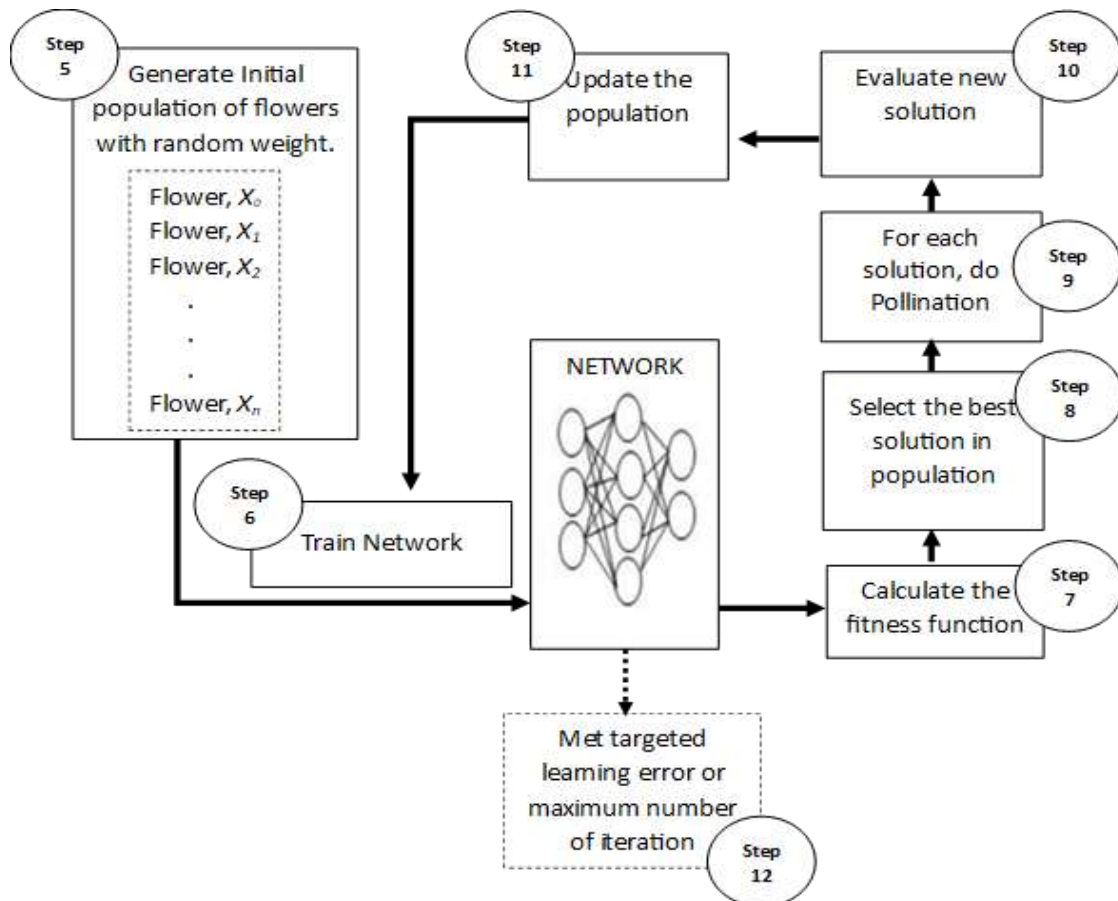 Step
5
Generate Initial
population of flowers
with random weight.
Flower, X₀
Flower, X₁
Flower, X₂
.
.
.
Flower, Xₙ
Step
6
Train Network
NETWORK
Step
7
Calculate the
fitness function
Step
8
Select the best
solution in
population
Step
9
For each
solution, do
Pollination
Step
10
Evaluate new
solution
Step
11
Update the
population
Met targeted
learning error or
maximum number
of iteration
Step
12